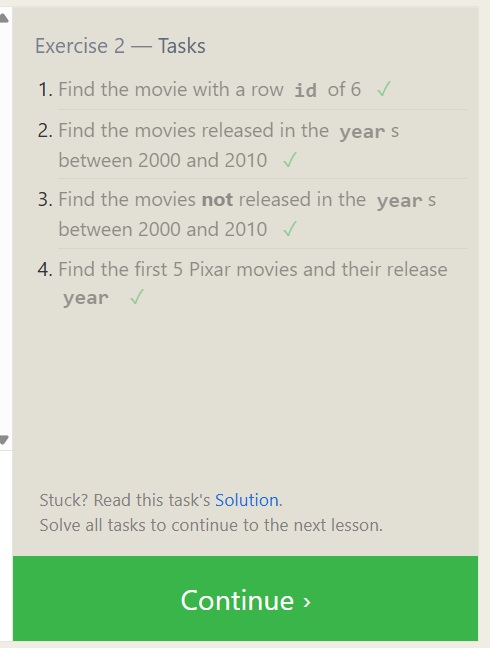 Exercise 2 — Tasks
1. Find the movie with a row id of 6 ✓
2. Find the movies released in the year s
between 2000 and 2010 ✓
3. Find the movies not released in the year s
between 2000 and 2010 ✓
4. Find the first 5 Pixar movies and their release
year ✓
Stuck? Read this task's Solution.
Solve all tasks to continue to the next lesson.
Continue ›